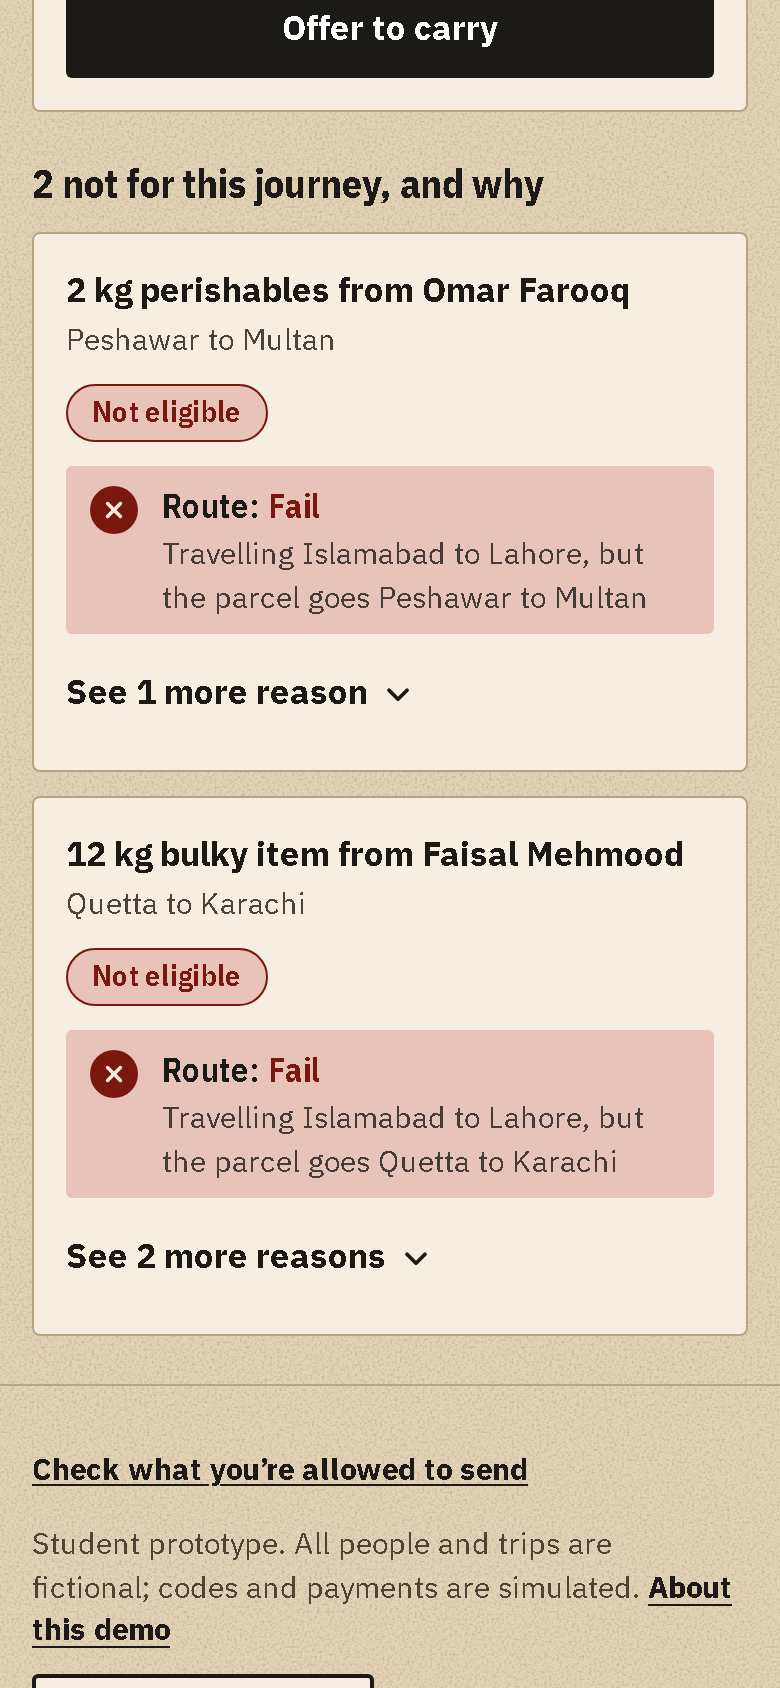 Offer to carry
2 not for this journey, and why
2 kg perishables from Omar Farooq
Peshawar to Multan
Not eligible
Route: Fail
Travelling Islamabad to Lahore, but
the parcel goes Peshawar to Multan
See 1 more reason
12 kg bulky item from Faisal Mehmood
Quetta to Karachi
Not eligible
Route: Fail
Travelling Islamabad to Lahore, but
the parcel goes Quetta to Karachi
See 2 more reasons
Check what you’re allowed to send
Student prototype. All people and trips are
fictional; codes and payments are simulated. About
this demo